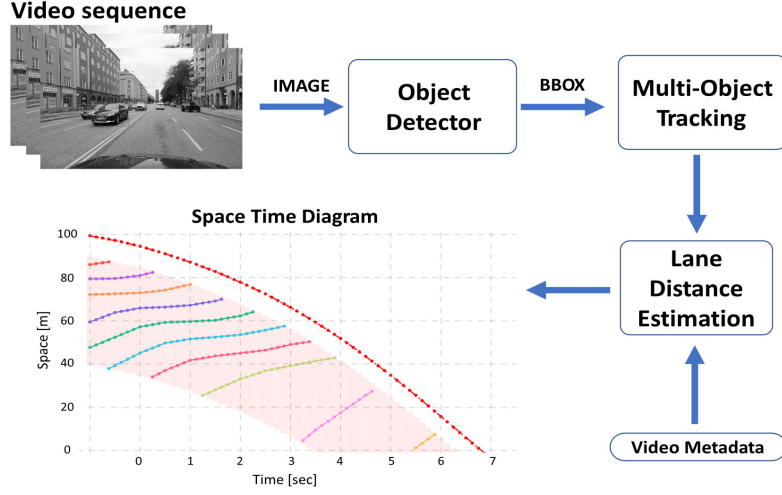 Video sequence
IMAGE
Object
Detector
BBOX
Multi-Object
Tracking
Space Time Diagram
100
80
60
40
20
0
Space [m]
0 1 2 3 4 5 6 7
Time [sec]
Lane
Distance
Estimation
Video Metadata